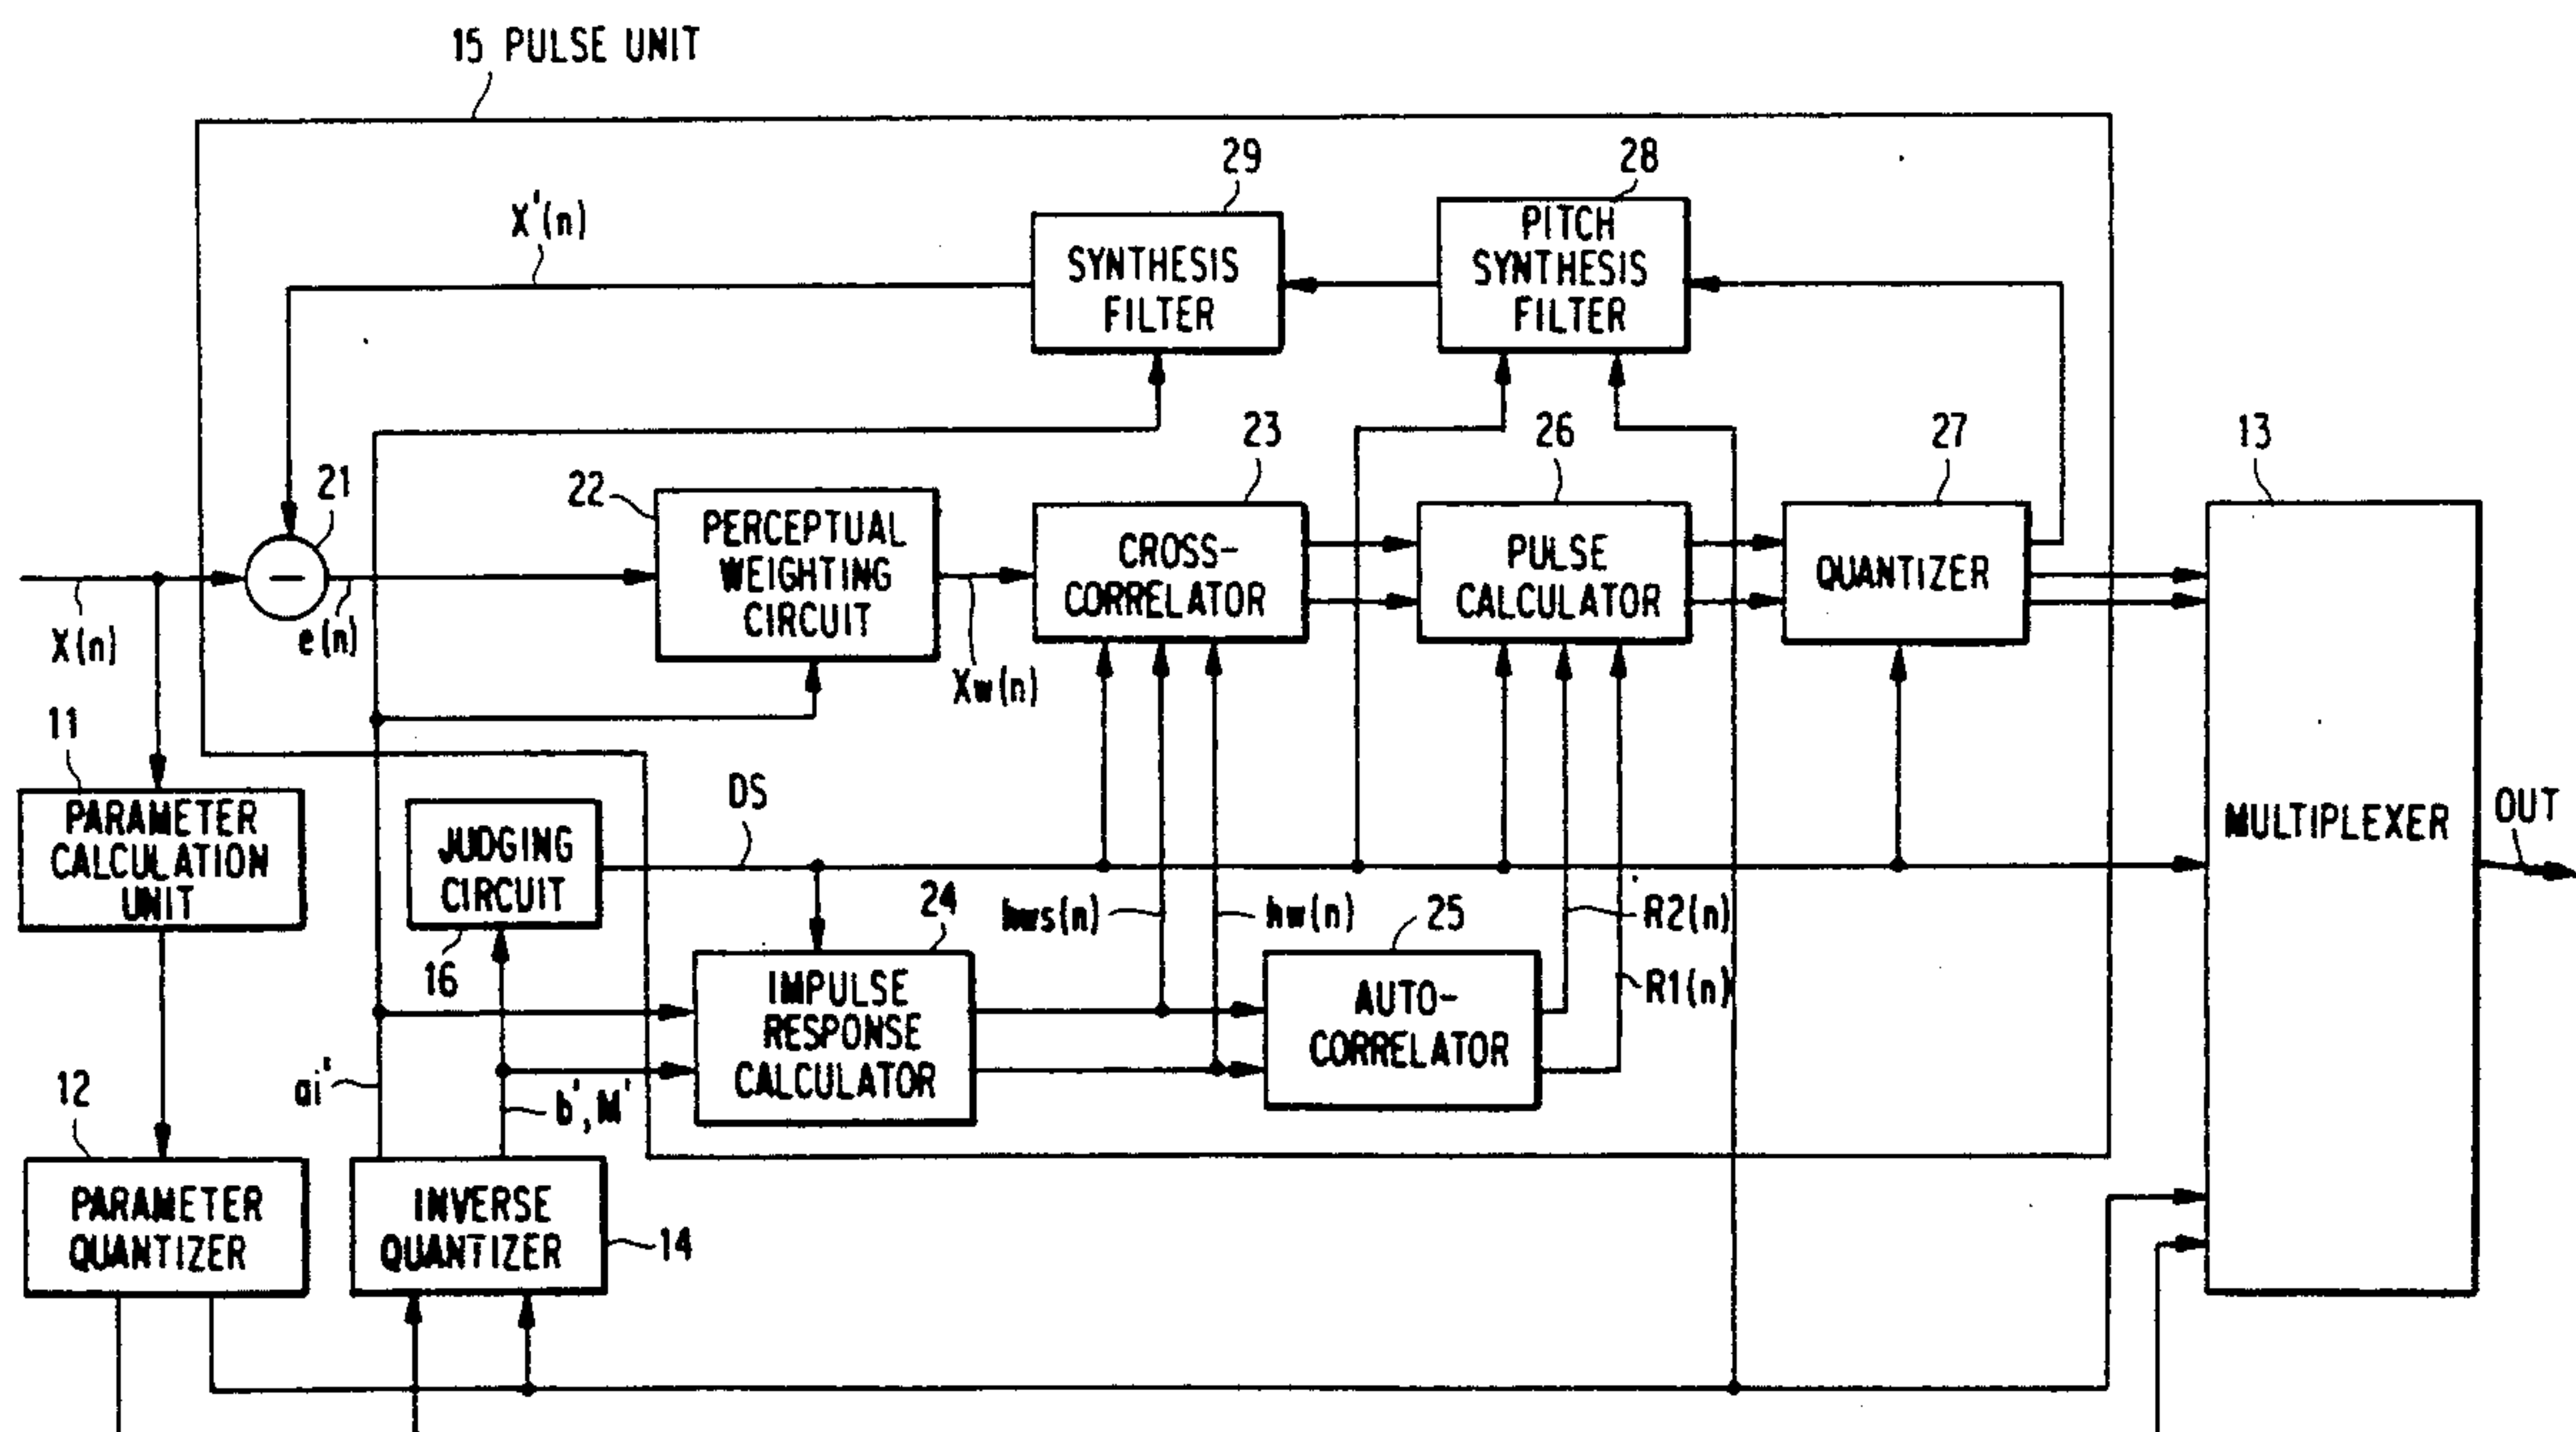 15 PULSE UNIT
29
28
X'(n)
SYNTHESIS
FILTER
PITCH
SYNTHESIS
FILTER
21
22
23
26
27
13
PERCEPTUAL
WEIGHTING
CIRCUIT
CROSS-
CORRELATOR
PULSE
CALCULATOR
QUANTIZER
X(n)
e(n)
Xw(n)
11
PARAMETER
CALCULATION
UNIT
JUDGING
CIRCUIT
16
DS
MULTIPLEXER
OUT
24
hws(n)
hw(n)
25
R2(n)
R1(n)
IMPULSE
RESPONSE
CALCULATOR
AUTO-
CORRELATOR
ai'
b', M'
12
PARAMETER
QUANTIZER
INVERSE
QUANTIZER
14